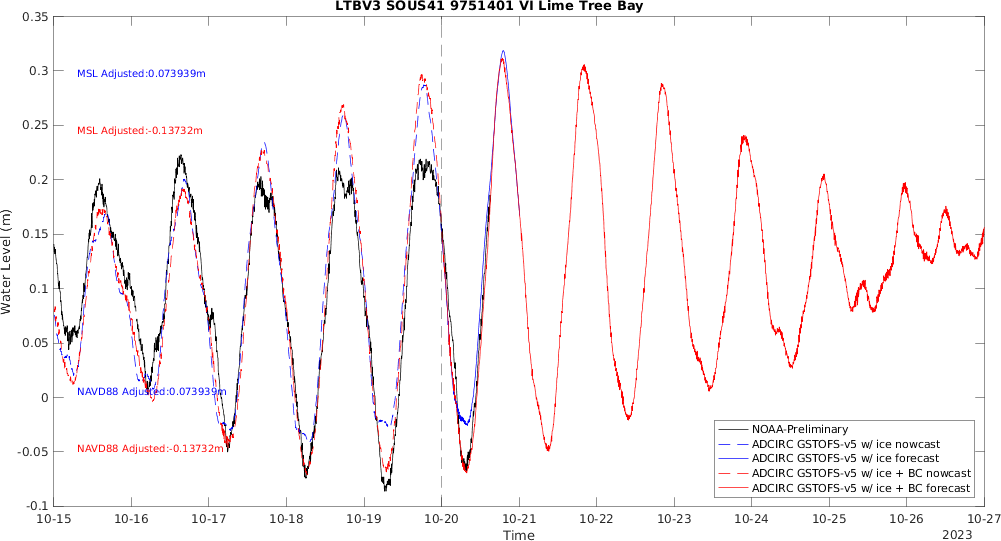 LTBV3 SOUS41 9751401 VI Lime Tree Bay
0.35
0.3
0.25
0.2
0.15
0.1
0.05
0
-0.05
-0.1
Water Level (m)
MSL Adjusted:0.073939m
MSL Adjusted:-0.13732m
NAVD88 Adjusted:0.073939m
NAVD88 Adjusted:-0.13732m
NOAA-Preliminary
ADCIRC GSTOFS-v5 w/ ice nowcast
ADCIRC GSTOFS-v5 w/ ice forecast
ADCIRC GSTOFS-v5 w/ ice + BC nowcast
ADCIRC GSTOFS-v5 w/ ice + BC forecast
10-15 10-16 10-17 10-18 10-19 10-20 10-21 10-22 10-23 10-24 10-25 10-26 10-27
Time
2023